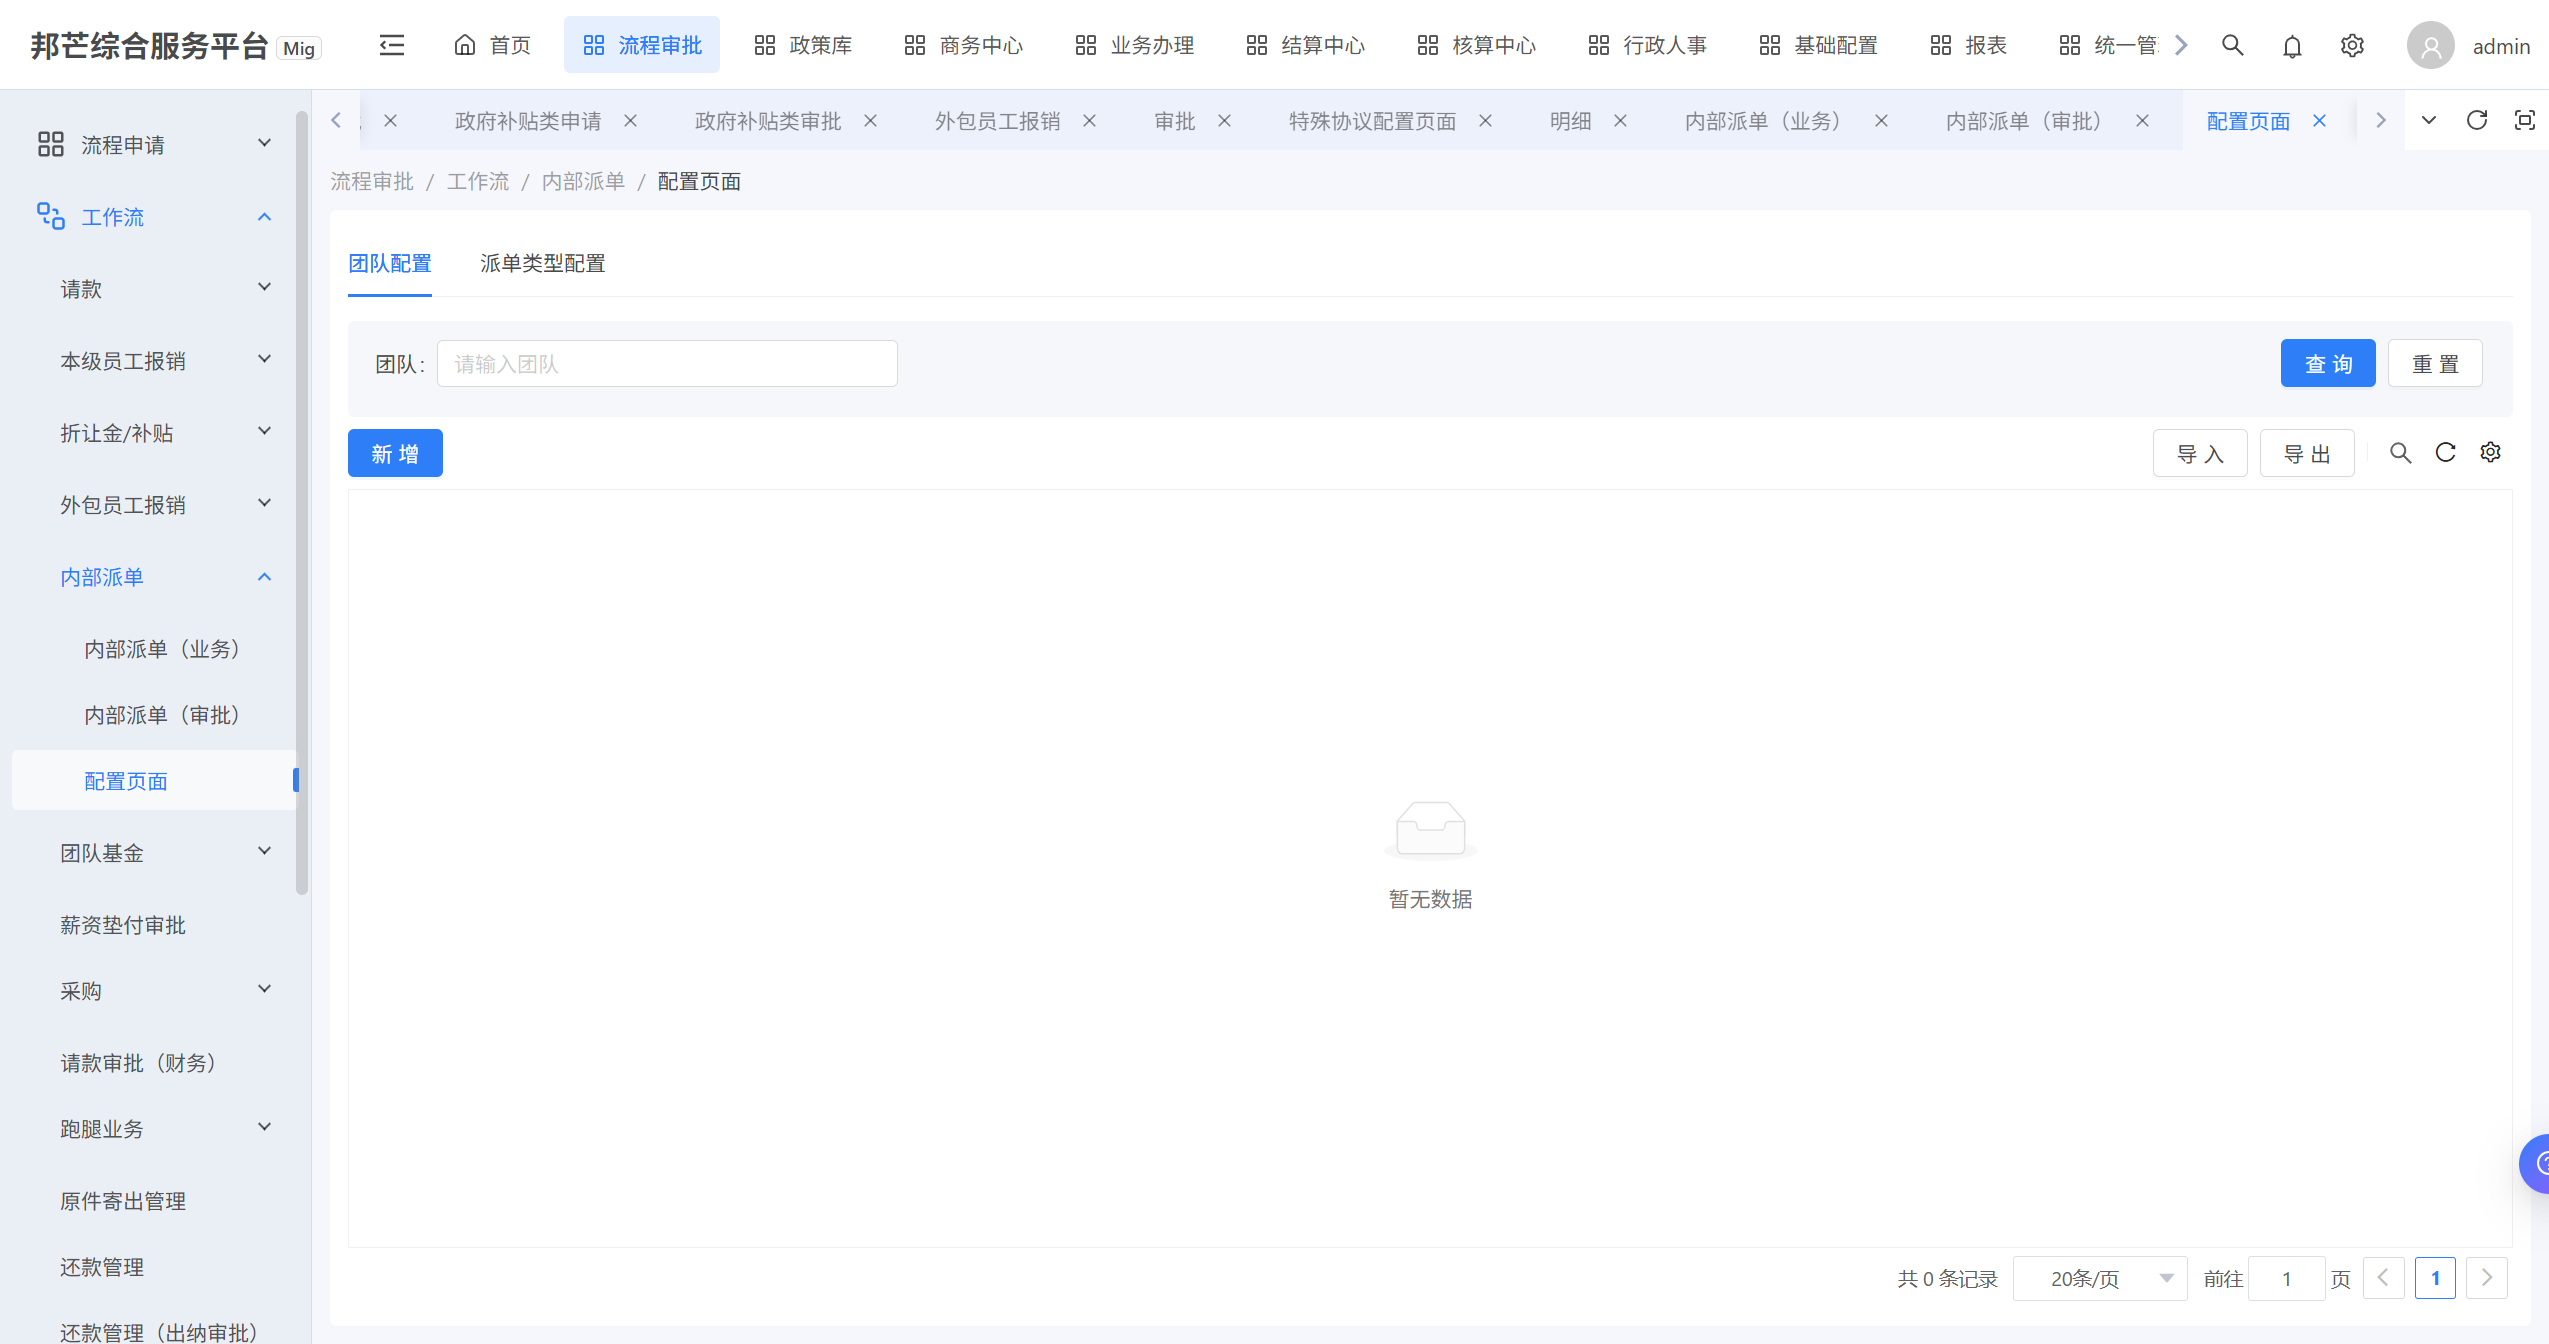 邦芒综合服务平台 Mig
首页 流程审批 政策库 商务中心 业务办理 结算中心 核算中心 行政人事 基础配置 报表 统一管 admin
政府补贴类申请 政府补贴类审批 外包员工报销 审批 特殊协议配置页面 明细 内部派单（业务） 内部派单（审批） 配置页面
流程审批 / 工作流 / 内部派单 / 配置页面
流程申请
工作流
请款
本级员工报销
折让金/补贴
外包员工报销
内部派单
内部派单（业务）
内部派单（审批）
配置页面
团队基金
薪资垫付审批
采购
请款审批（财务）
跑腿业务
原件寄出管理
还款管理
还款管理（出纳审批）
团队配置 派单类型配置
团队: 请输入团队 查询 重置
新增 导入 导出
暂无数据
共 0 条记录 20条/页 前往 1 页 1